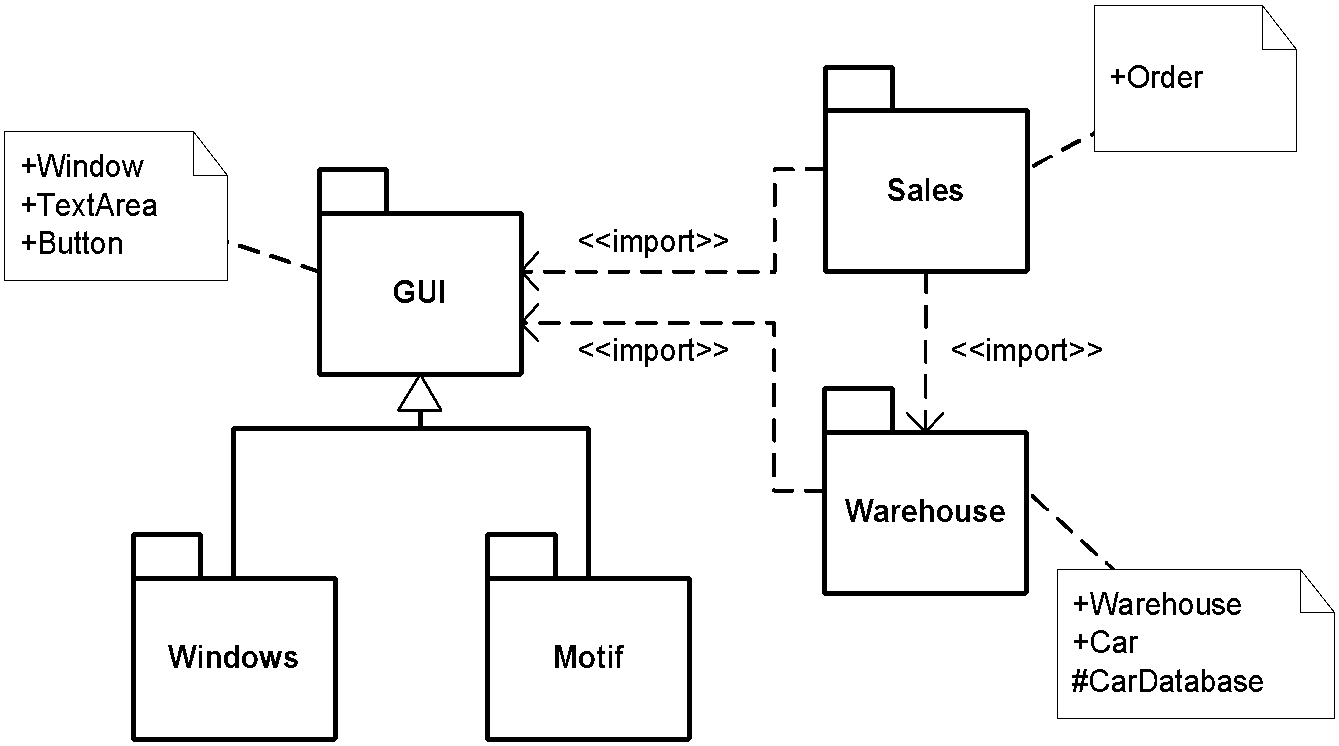 +Order
+Window
+TextArea
+Button
Sales
<<import>>
GUI
<<import>>
<<import>>
Warehouse
+Warehouse
+Car
#CarDatabase
Windows
Motif